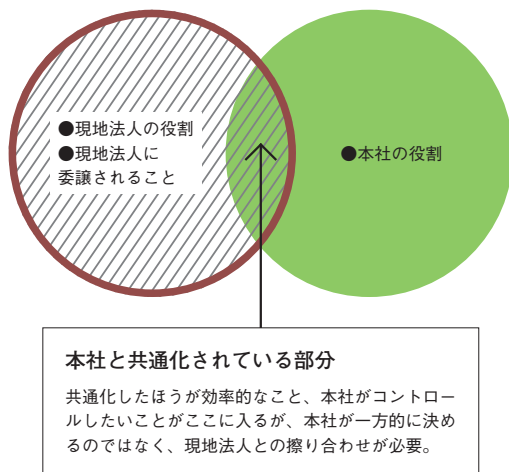 ●現地法人の役割
●現地法人に
委譲されること
●本社の役割
本社と共通化されている部分
共通化したほうが効率的なこと、本社がコントロー
ルしたいことがここに入るが、本社が一方的に決め
るのではなく、現地法人との擦り合わせが必要。